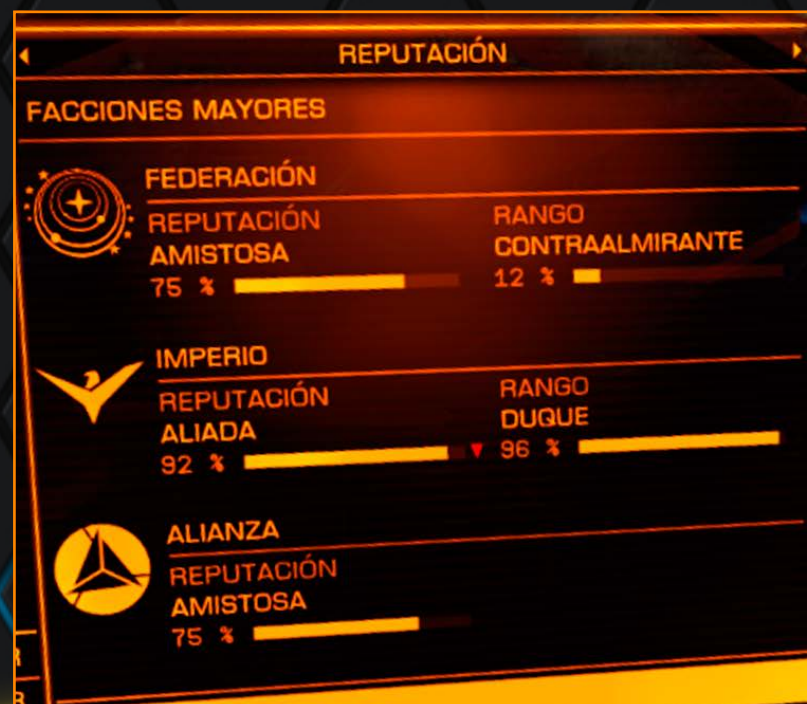 REPUTACIÓN
FACCIONES MAYORES
FEDERACIÓN
REPUTACIÓN
AMISTOSA
75 %
RANGO
CONTRAALMIRANTE
12 %
IMPERIO
REPUTACIÓN
ALIADA
92 %
RANGO
DUQUE
96 %
ALIANZA
REPUTACIÓN
AMISTOSA
75 %